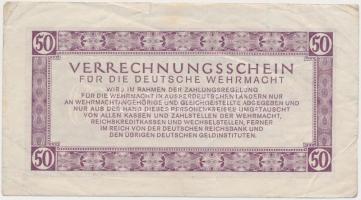 50 50
VERRECHNUNGSSCHEIN
FÜR DIE DEUTSCHE WEHRMACHT
WIRD IM RAHMEN DER ZAHLUNGSREGELUNG
FÜR DIE WEHRMACHT IN AUSSERDEUTSCHEN LÄNDERN NUR
AN WEHRMACHTANGEHÖRIGE UND GLEICHGESTELLTE ABGEGEBEN UND
NUR AUS DER HAND DIESES PERSONENKREISES UMGETAUSCHT
VON ALLEN KASSEN UND ZAHLSTELLEN DER WEHRMACHT,
REICHSKREDITKASSEN UND WECHSELSTELLEN, FERNER
IM REICH VON DER DEUTSCHEN REICHSBANK UND
DEN ÜBRIGEN DEUTSCHEN GELDINSTITUTEN.
50 50